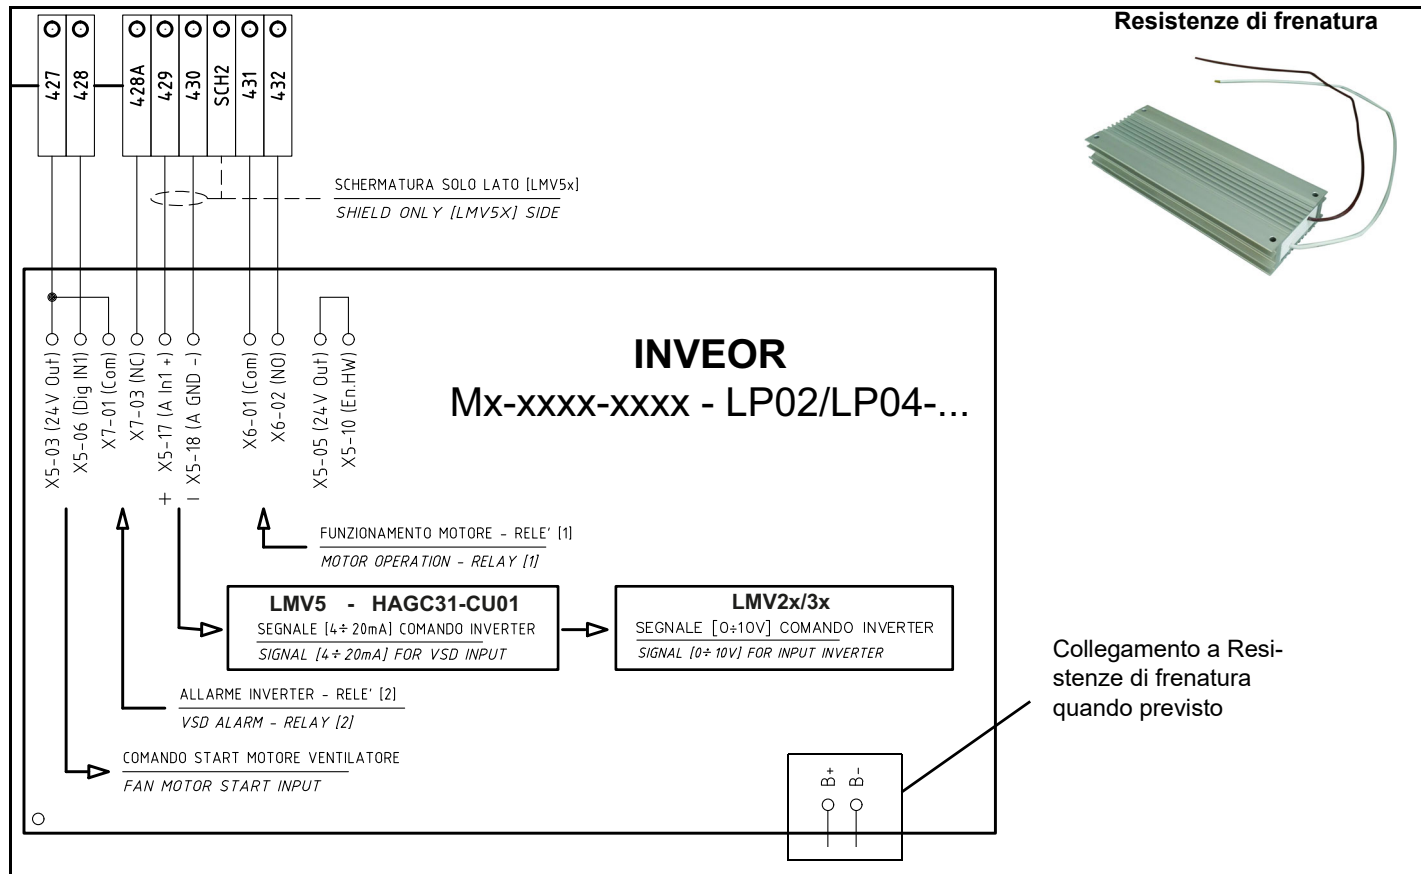 Resistenze di frenatura
427
428
428A
429
430
SCH2
431
432
SCHERMATURA SOLO LATO [LMV5x]
SHIELD ONLY [LMV5X] SIDE
X5-03 (24V Out)
X5-06 (Dig IN1)
X7-01 (Com)
X7-03 (NC)
+ X5-17 (A In1 +)
- X5-18 (A GND -)
X6-01 (Com)
X6-02 (NO)
X5-05 (24V Out)
X5-10 (En.HW)
INVEOR
Mx-xxxx-xxxx - LP02/LP04-...
FUNZIONAMENTO MOTORE - RELE' [1]
MOTOR OPERATION - RELAY [1]
LMV5 - HAGC31-CU01
SEGNALE [4÷20mA] COMANDO INVERTER
SIGNAL [4÷20mA] FOR VSD INPUT
LMV2x/3x
SEGNALE [0÷10V] COMANDO INVERTER
SIGNAL [0÷10V] FOR INPUT INVERTER
ALLARME INVERTER - RELE' [2]
VSD ALARM - RELAY [2]
COMANDO START MOTORE VENTILATORE
FAN MOTOR START INPUT
B+
B-
Collegamento a Resi-
stenze di frenatura
quando previsto